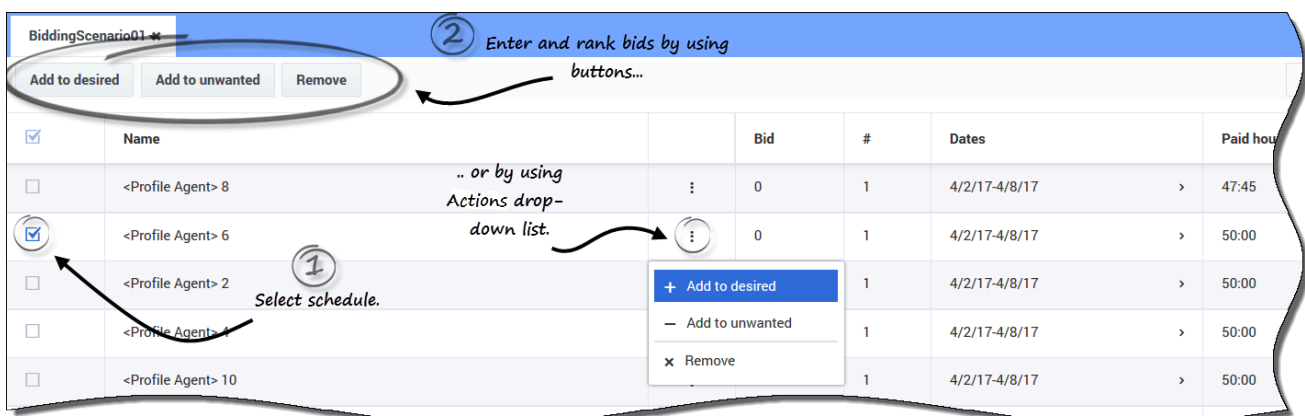 BiddingScenario01 ×
2 Enter and rank bids by using
buttons...
Add to desired Add to unwanted Remove
Name Bid # Dates Paid hou
<Profile Agent> 8 0 1 4/2/17-4/8/17 > 47:45
.. or by using
Actions drop-
down list.
<Profile Agent> 6 0 1 4/2/17-4/8/17 > 50:00
1
Select schedule.
<Profile Agent> 2 1 4/2/17-4/8/17 > 50:00
+ Add to desired
− Add to unwanted
× Remove
<Profile Agent> 4 1 4/2/17-4/8/17 > 50:00
<Profile Agent> 10 1 4/2/17-4/8/17 > 50:00